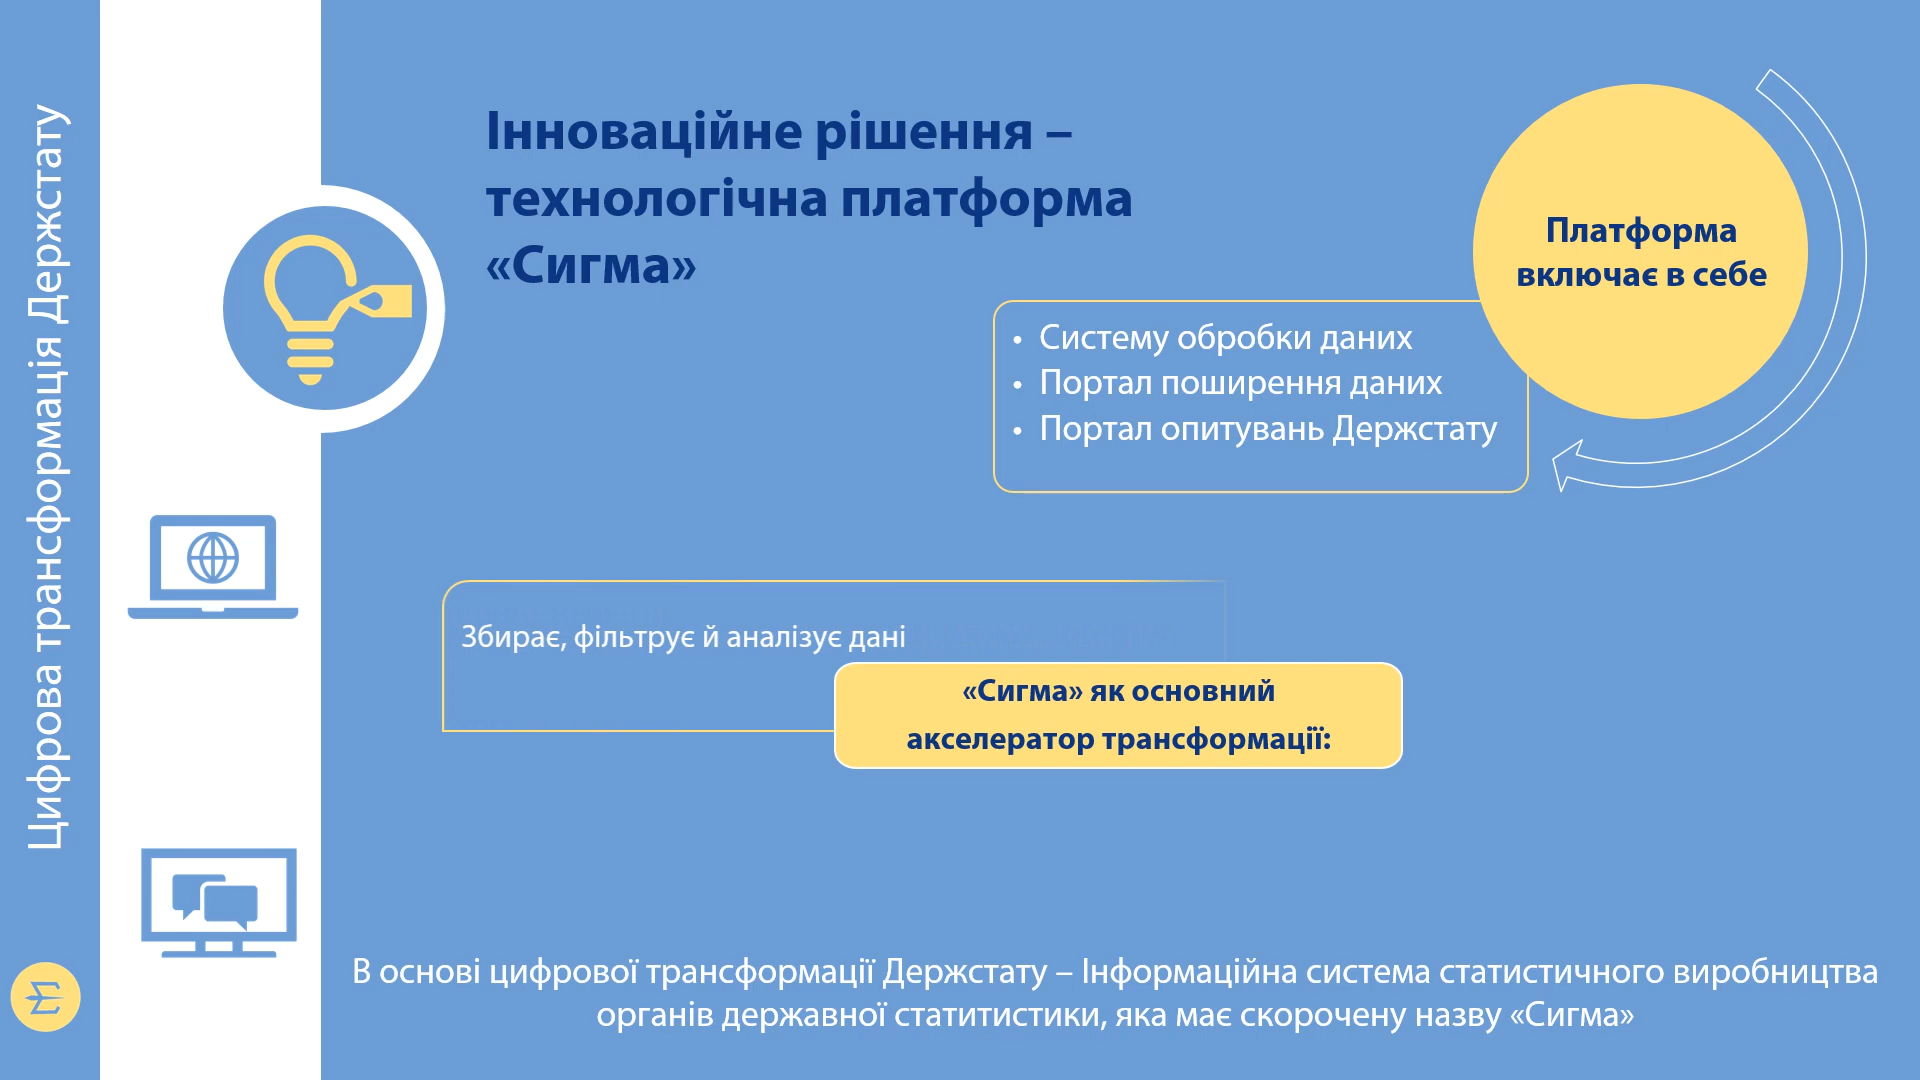 Цифрова трансформація Держстату
Інноваційне рішення –
технологічна платформа
«Сигма»
Платформа
включає в себе
• Систему обробки даних
• Портал поширення даних
• Портал опитувань Держстату
Збирає, фільтрує й аналізує дані
«Сигма» як основний
акселератор трансформації:
В основі цифрової трансформації Держстату – Інформаційна система статистичного виробництва
органів державної статитистики, яка має скорочену назву «Сигма»